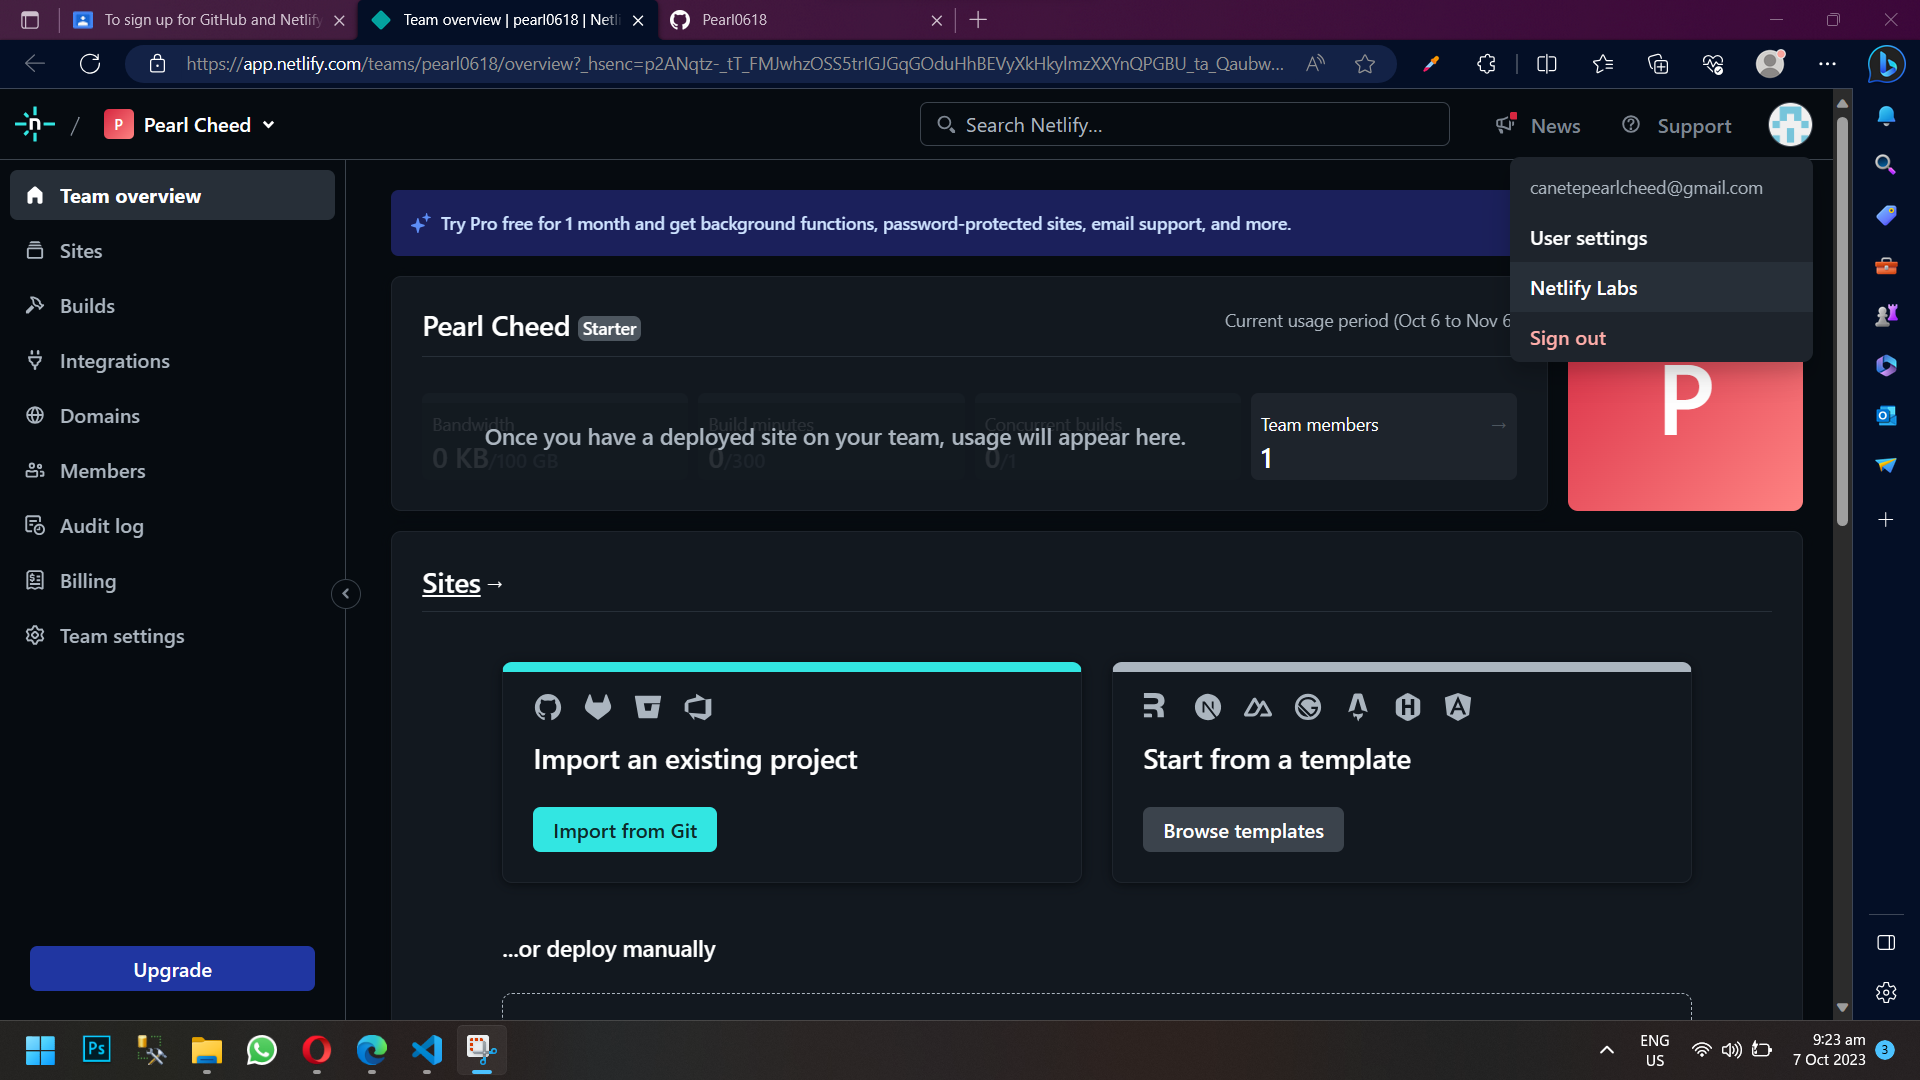 To sign up for GitHub and Netlify
Team overview | pearl0618 | Netli
Pearl0618
https://app.netlify.com/teams/pearl0618/overview?_hsenc=p2ANqtz-_tT_FMJwhzOSS5trIGJGqGOduHhBEVyXkHkylmzXXYnQPGBU_ta_Qaubw...
n
/
P
Pearl Cheed
Search Netlify...
News
Support
canetepearlcheed@gmail.com
User settings
Netlify Labs
Sign out
Team overview
Sites
Builds
Integrations
Domains
Members
Audit log
Billing
Team settings
Upgrade
Try Pro free for 1 month and get background functions, password-protected sites, email support, and more.
Pearl Cheed Starter
Current usage period (Oct 6 to Nov 6
Bandwidth
0 KB/100 GB
Build minutes
0/300
Concurrent builds
0/1
Once you have a deployed site on your team, usage will appear here.
Team members →
1
P
Sites →
Import an existing project
Import from Git
Start from a template
Browse templates
...or deploy manually
Ps
ENG
US
9:23 am
7 Oct 2023
3